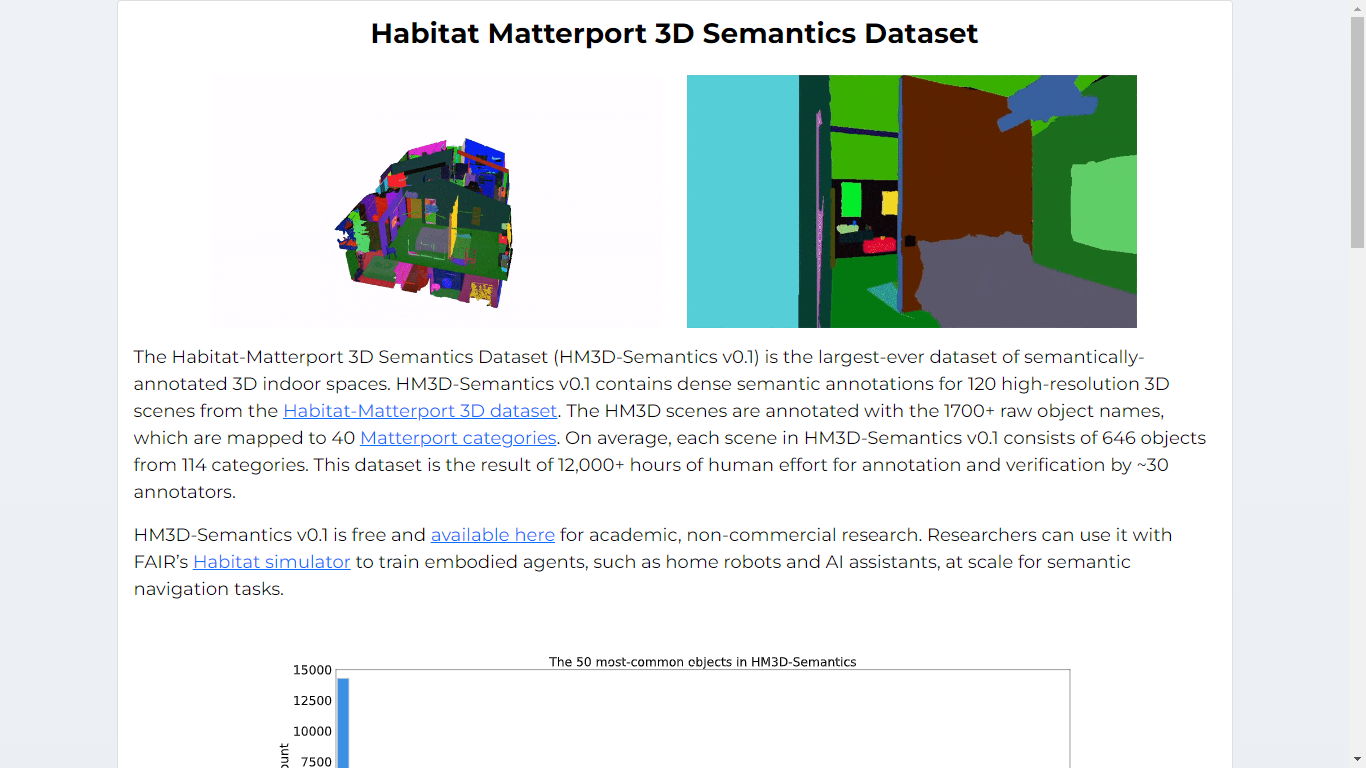 Habitat Matterport 3D Semantics Dataset
The Habitat-Matterport 3D Semantics Dataset (HM3D-Semantics v0.1) is the largest-ever dataset of semantically-
annotated 3D indoor spaces. HM3D-Semantics v0.1 contains dense semantic annotations for 120 high-resolution 3D
scenes from the Habitat-Matterport 3D dataset. The HM3D scenes are annotated with the 1700+ raw object names,
which are mapped to 40 Matterport categories. On average, each scene in HM3D-Semantics v0.1 consists of 646 objects
from 114 categories. This dataset is the result of 12,000+ hours of human effort for annotation and verification by ~30
annotators.
HM3D-Semantics v0.1 is free and available here for academic, non-commercial research. Researchers can use it with
FAIR’s Habitat simulator to train embodied agents, such as home robots and AI assistants, at scale for semantic
navigation tasks.
The 50 most-common objects in HM3D-Semantics
15000
12500
10000
7500